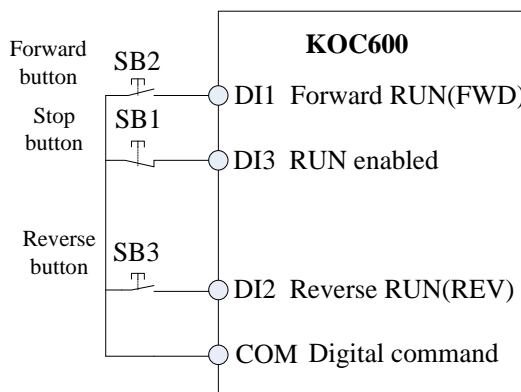 KOC600
Forward
button
SB2
DI1 Forward RUN(FWD)
Stop
button
SB1
DI3 RUN enabled
Reverse
button
SB3
DI2 Reverse RUN(REV)
COM Digital command